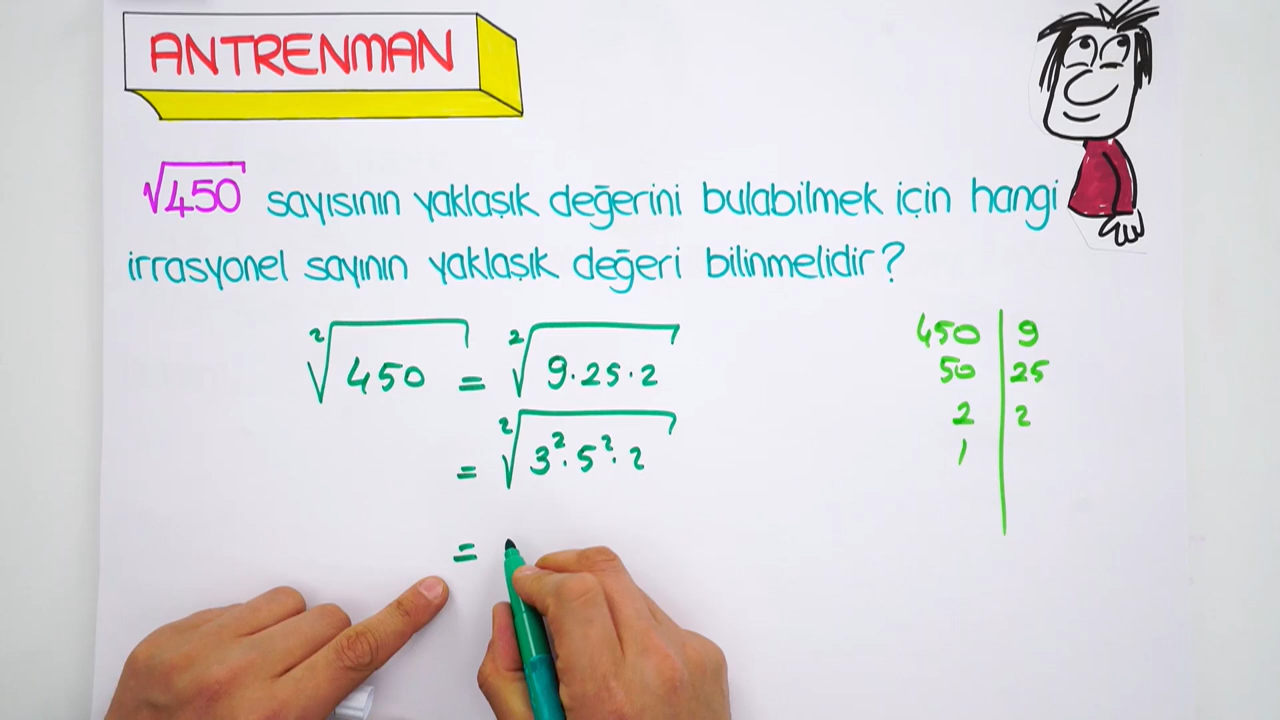 ANTRENMAN
√450 sayısının yaklaşık değerini bulabilmek için hangi
irrasyonel sayının yaklaşık değeri bilinmelidir?
²√450 = ²√9·25·2
= ²√3²·5²·2
=
450 | 9
50 | 25
2 | 2
1 |